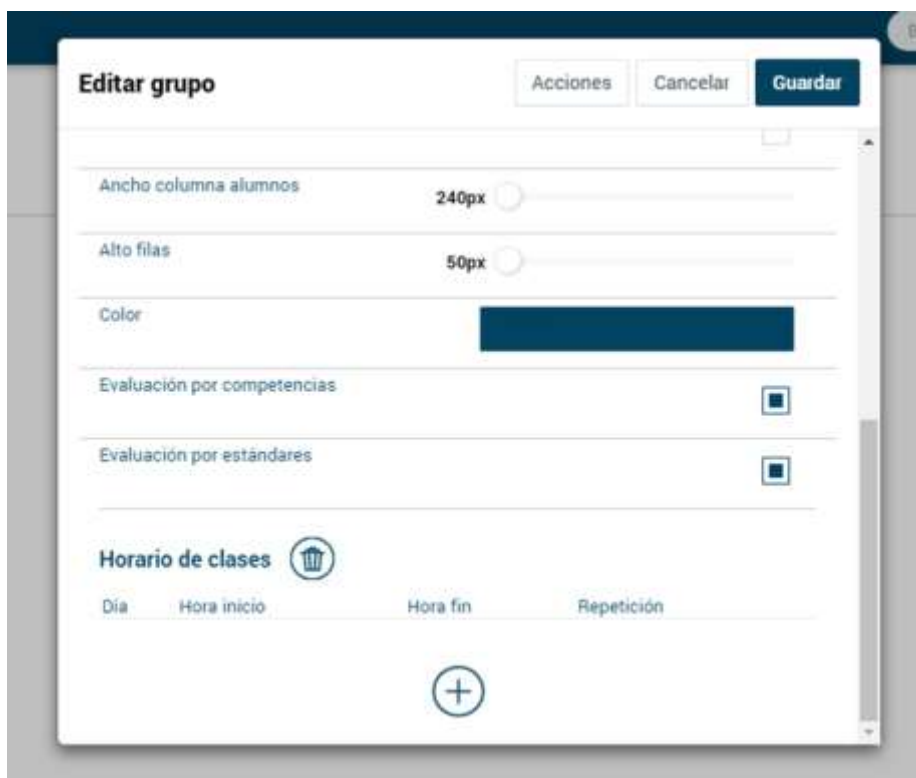 Editar grupo
Acciones
Cancelar
Guardar
Ancho columna alumnos
240px
Alto filas
50px
Color
Evaluación por competencias
Evaluación por estándares
Horario de clases
Día Hora inicio Hora fin Repetición